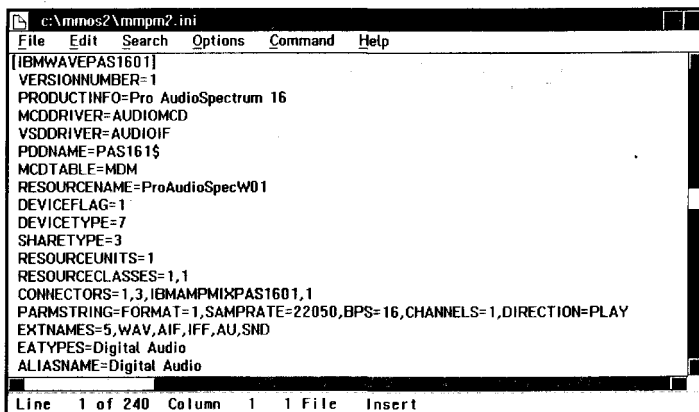 c:\mmos2\mmpm2.ini
File Edit Search Options Command Help
[IBMWAVEPAS1601]
VERSIONNUMBER=1
PRODUCTINFO=Pro AudioSpectrum 16
MCDDRIVER=AUDIOMCD
VSDDRIVER=AUDIOIF
PDDNAME=PAS161$
MCDTABLE=MDM
RESOURCENAME=ProAudioSpecW01
DEVICEFLAG=1
DEVICETYPE=7
SHARETYPE=3
RESOURCEUNITS=1
RESOURCECLASSES=1,1
CONNECTORS=1,3,IBMAMPMIXPAS1601,1
PARMSTRING=FORMAT=1,SAMPRATE=22050,BPS=16,CHANNELS=1,DIRECTION=PLAY
EXTNAMES=5,WAV,AIF,IFF,AU,SND
EATYPES=Digital Audio
ALIASNAME=Digital Audio
Line 1 of 240 Column 1 1 File Insert